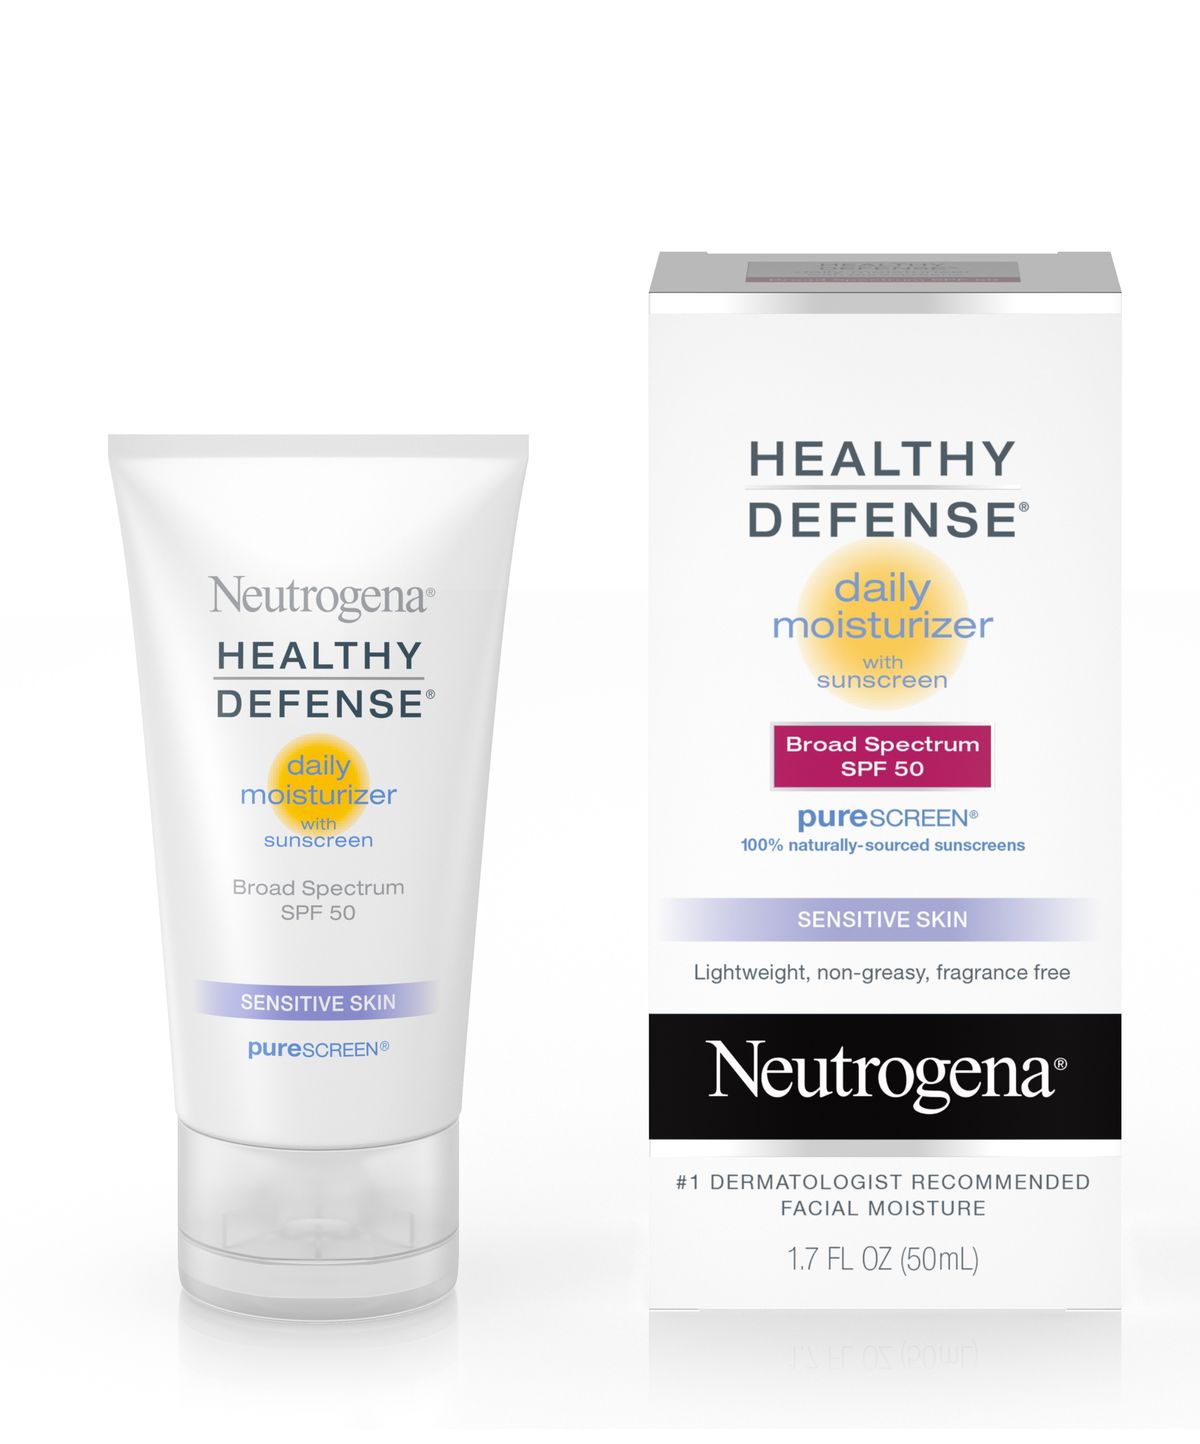 Neutrogena®
HEALTHY
DEFENSE®
daily
moisturizer
with
sunscreen
Broad Spectrum
SPF 50
SENSITIVE SKIN
pureSCREEN®
HEALTHY
DEFENSE®
daily
moisturizer
with
sunscreen
Broad Spectrum
SPF 50
pureSCREEN®
100% naturally-sourced sunscreens
SENSITIVE SKIN
Lightweight, non-greasy, fragrance free
Neutrogena®
#1 DERMATOLOGIST RECOMMENDED
FACIAL MOISTURE
1.7 FL OZ (50mL)